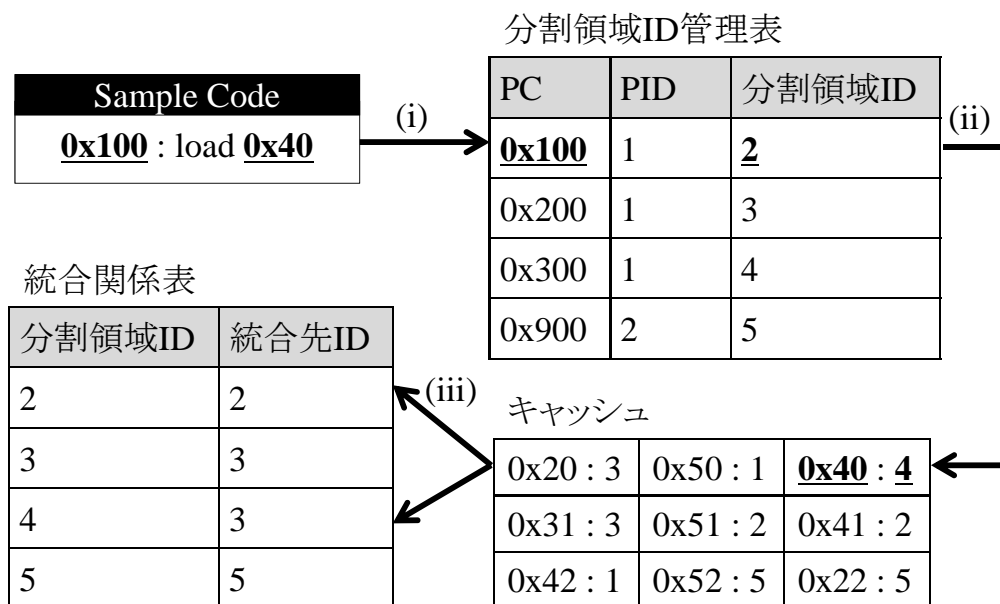 分割領域ID管理表
Sample Code
0x100 : load 0x40
(i)
PC PID 分割領域ID
0x100 1 2
0x200 1 3
0x300 1 4
0x900 2 5
(ii)
統合関係表
分割領域ID 統合先ID
2 2
3 3
4 3
5 5
(iii)
キャッシュ
0x20 : 3 0x50 : 1 0x40 : 4
0x31 : 3 0x51 : 2 0x41 : 2
0x42 : 1 0x52 : 5 0x22 : 5